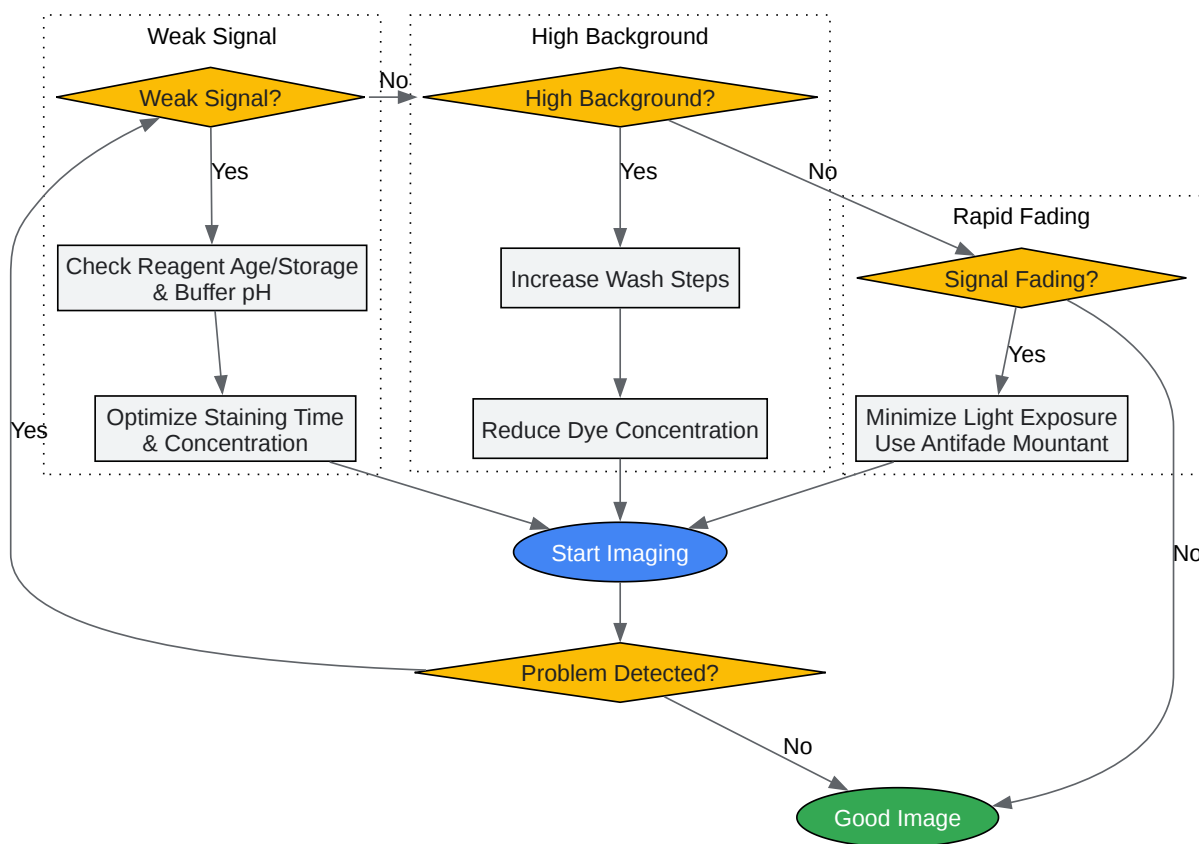 Weak Signal
High Background
Weak Signal?
No
High Background?
Yes
Yes
No
Rapid Fading
Check Reagent Age/Storage
& Buffer pH
Increase Wash Steps
Signal Fading?
Yes
Optimize Staining Time
& Concentration
Reduce Dye Concentration
Minimize Light Exposure
Use Antifade Mountant
Yes
Start Imaging
No
Problem Detected?
No
Good Image